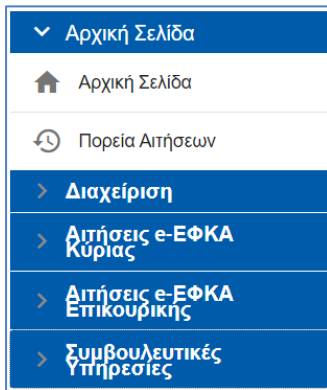 Αρχική Σελίδα
Αρχική Σελίδα
Πορεία Αιτήσεων
Διαχείριση
Αιτήσεις e-ΕΦΚΑ
Κύριας
Αιτήσεις e-ΕΦΚΑ
Επικουρικής
Συμβουλευτικές
Υπηρεσίες